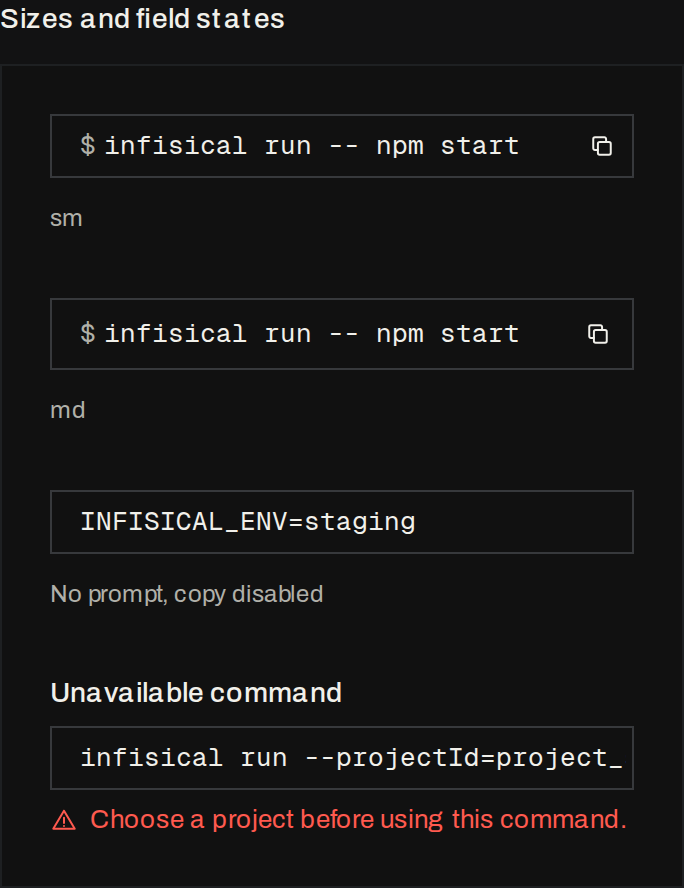 Sizes and field states
$ infisical run -- npm start
sm
$ infisical run -- npm start
md
INFISICAL_ENV=staging
No prompt, copy disabled
Unavailable command
infisical run --projectId=project_
Choose a project before using this command.